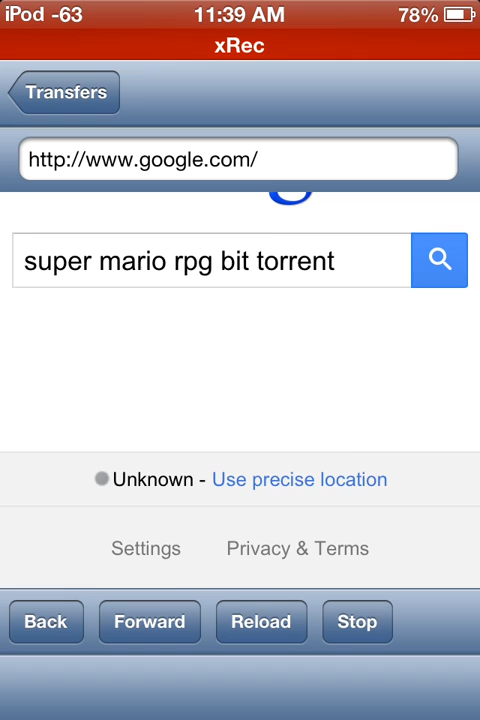 iPod -63 11:39 AM 78%
xRec
Transfers
http://www.google.com/
super mario rpg bit torrent
Unknown - Use precise location
Settings Privacy & Terms
Back Forward Reload Stop